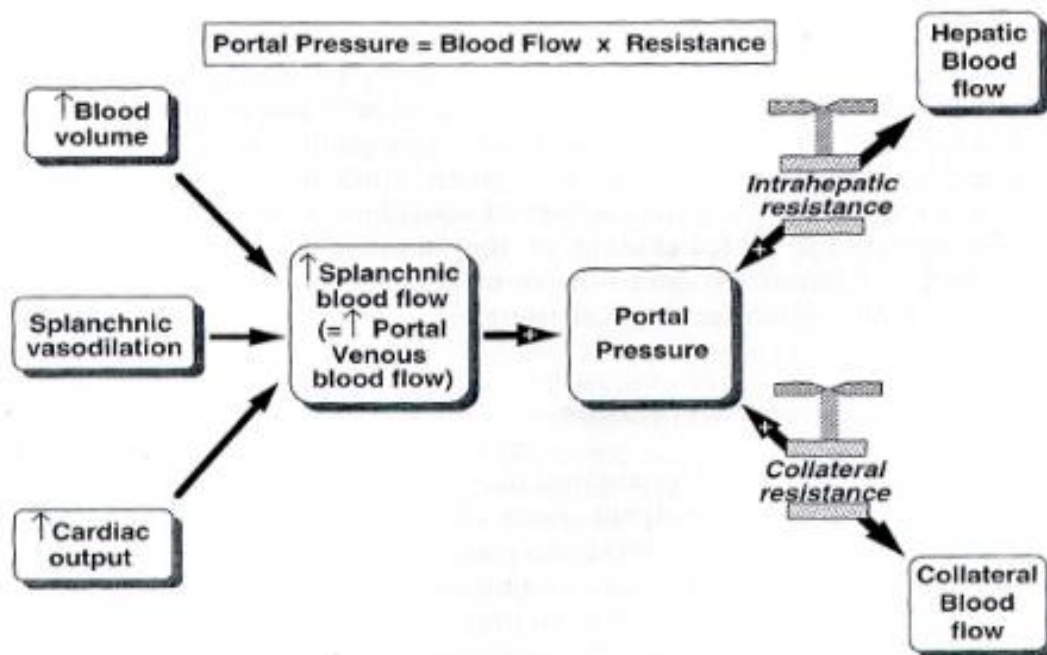 Portal Pressure = Blood Flow x Resistance
Hepatic
Blood
flow
↑Blood
volume
Intrahepatic
resistance
+
↑Splanchnic
blood flow
(=↑ Portal
Venous
blood flow)
Splanchnic
vasodilation
+
Portal
Pressure
+
Collateral
resistance
↑Cardiac
output
Collateral
Blood
flow